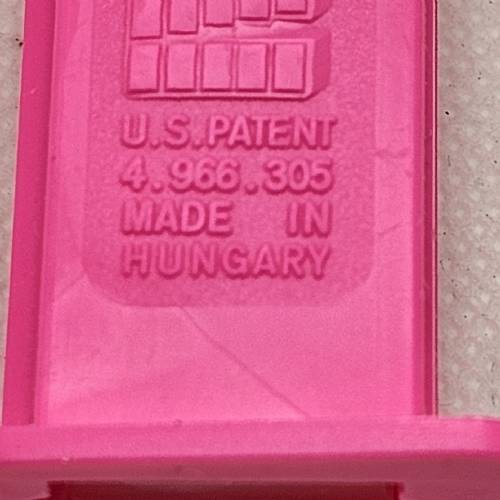 U.S.PATENT
4.966.305
MADE IN
HUNGARY